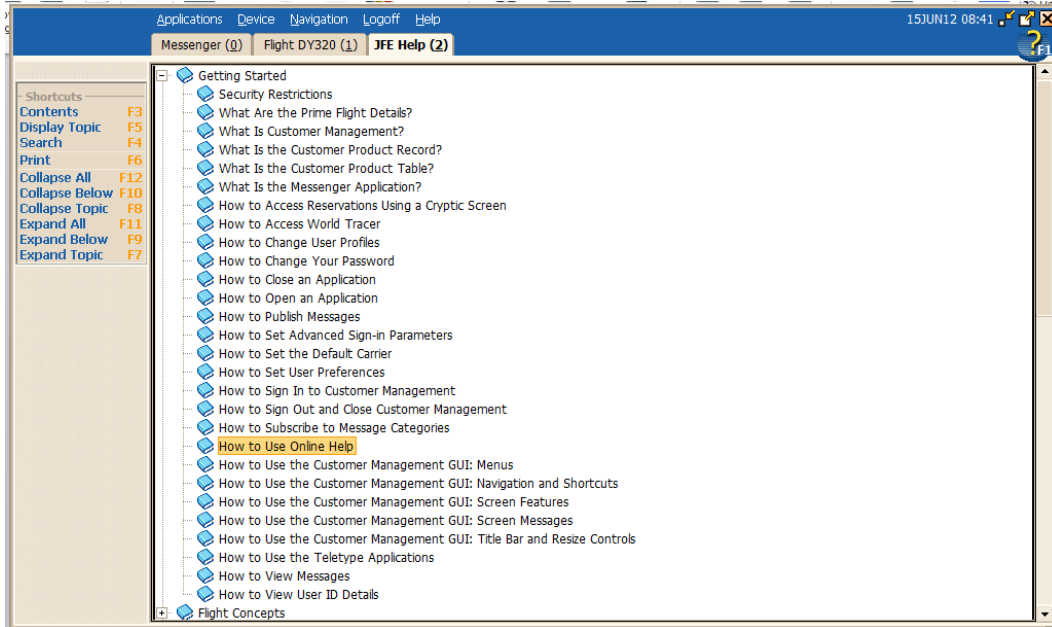 Applications Device Navigation Logoff Help
15JUN12 08:41
Messenger (0) Flight DY320 (1) JFE Help (2)
F1
Shortcuts
Contents F3
Display Topic F5
Search F4
Print F6
Collapse All F12
Collapse Below F10
Collapse Topic F8
Expand All F11
Expand Below F9
Expand Topic F7
Getting Started
Security Restrictions
What Are the Prime Flight Details?
What Is Customer Management?
What Is the Customer Product Record?
What Is the Customer Product Table?
What Is the Messenger Application?
How to Access Reservations Using a Cryptic Screen
How to Access World Tracer
How to Change User Profiles
How to Change Your Password
How to Close an Application
How to Open an Application
How to Publish Messages
How to Set Advanced Sign-in Parameters
How to Set the Default Carrier
How to Set User Preferences
How to Sign In to Customer Management
How to Sign Out and Close Customer Management
How to Subscribe to Message Categories
How to Use Online Help
How to Use the Customer Management GUI: Menus
How to Use the Customer Management GUI: Navigation and Shortcuts
How to Use the Customer Management GUI: Screen Features
How to Use the Customer Management GUI: Screen Messages
How to Use the Customer Management GUI: Title Bar and Resize Controls
How to Use the Teletype Applications
How to View Messages
How to View User ID Details
Flight Concepts